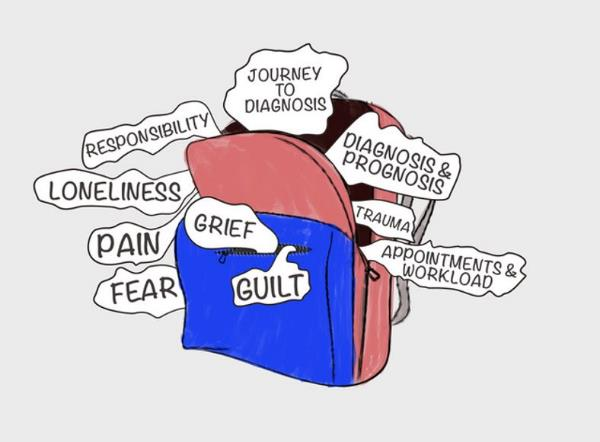 JOURNEY
TO
DIAGNOSIS
RESPONSIBILITY
DIAGNOSIS &
PROGNOSIS
LONELINESS
TRAUMA
GRIEF
PAIN
APPOINTMENTS &
WORKLOAD
FEAR
GUILT